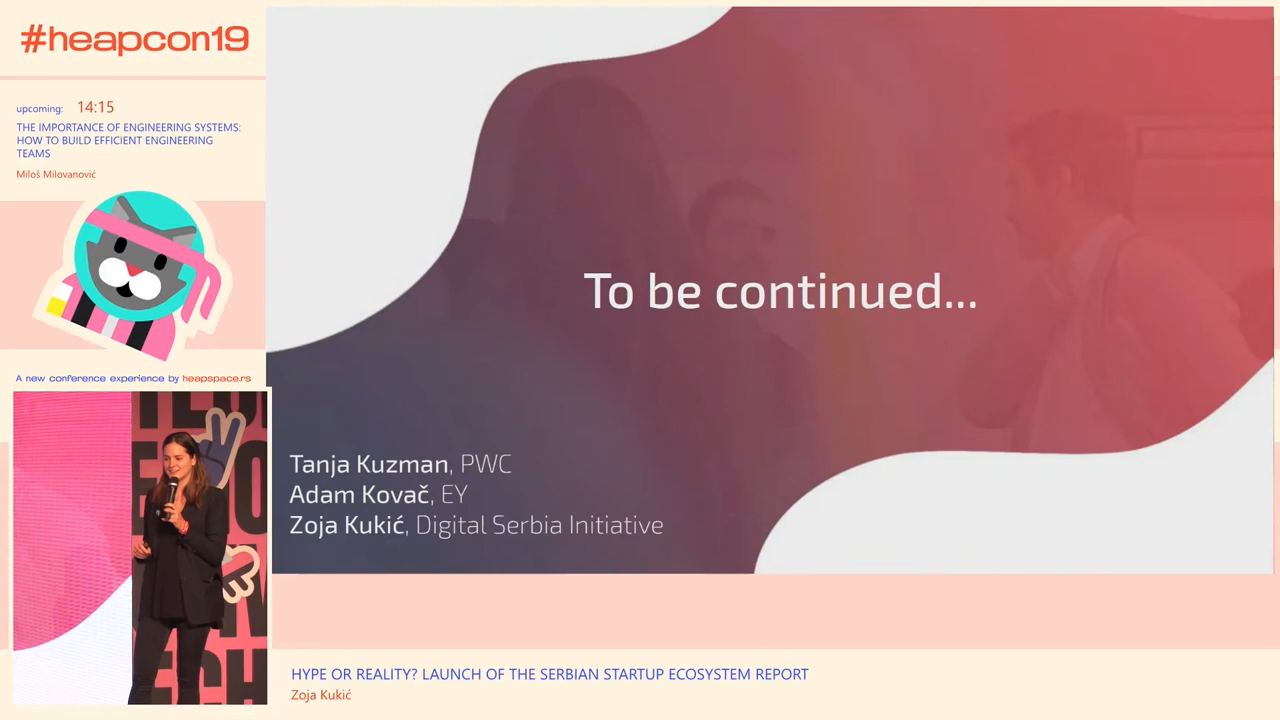 #heapcon19
upcoming: 14:15
THE IMPORTANCE OF ENGINEERING SYSTEMS:
HOW TO BUILD EFFICIENT ENGINEERING
TEAMS
Miloš Milovanović
A new conference experience by heapspace.rs
To be continued...
Tanja Kuzman, PWC
Adam Kovač, EY
Zoja Kukić, Digital Serbia Initiative
HYPE OR REALITY? LAUNCH OF THE SERBIAN STARTUP ECOSYSTEM REPORT
Zoja Kukić